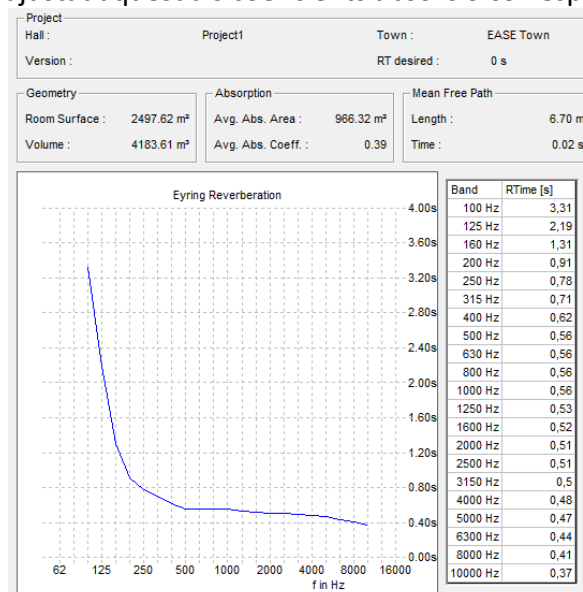 Project
Hall : Project1 Town : EASE Town
Version : RT desired : 0 s
Geometry Absorption Mean Free Path
Room Surface : 2497.62 m² Avg. Abs. Area : 966.32 m² Length : 6.70 m
Volume : 4183.61 m³ Avg. Abs. Coeff. : 0.39 Time : 0.02 s
Eyring Reverberation
4.00s
3.60s
3.20s
2.80s
2.40s
2.00s
1.60s
1.20s
0.80s
0.40s
0.00s
62 125 250 500 1000 2000 4000 8000 16000
f in Hz
Band RTime [s]
100 Hz 3,31
125 Hz 2,19
160 Hz 1,31
200 Hz 0,91
250 Hz 0,78
315 Hz 0,71
400 Hz 0,62
500 Hz 0,56
630 Hz 0,56
800 Hz 0,56
1000 Hz 0,56
1250 Hz 0,53
1600 Hz 0,52
2000 Hz 0,51
2500 Hz 0,51
3150 Hz 0,5
4000 Hz 0,48
5000 Hz 0,47
6300 Hz 0,44
8000 Hz 0,41
10000 Hz 0,37